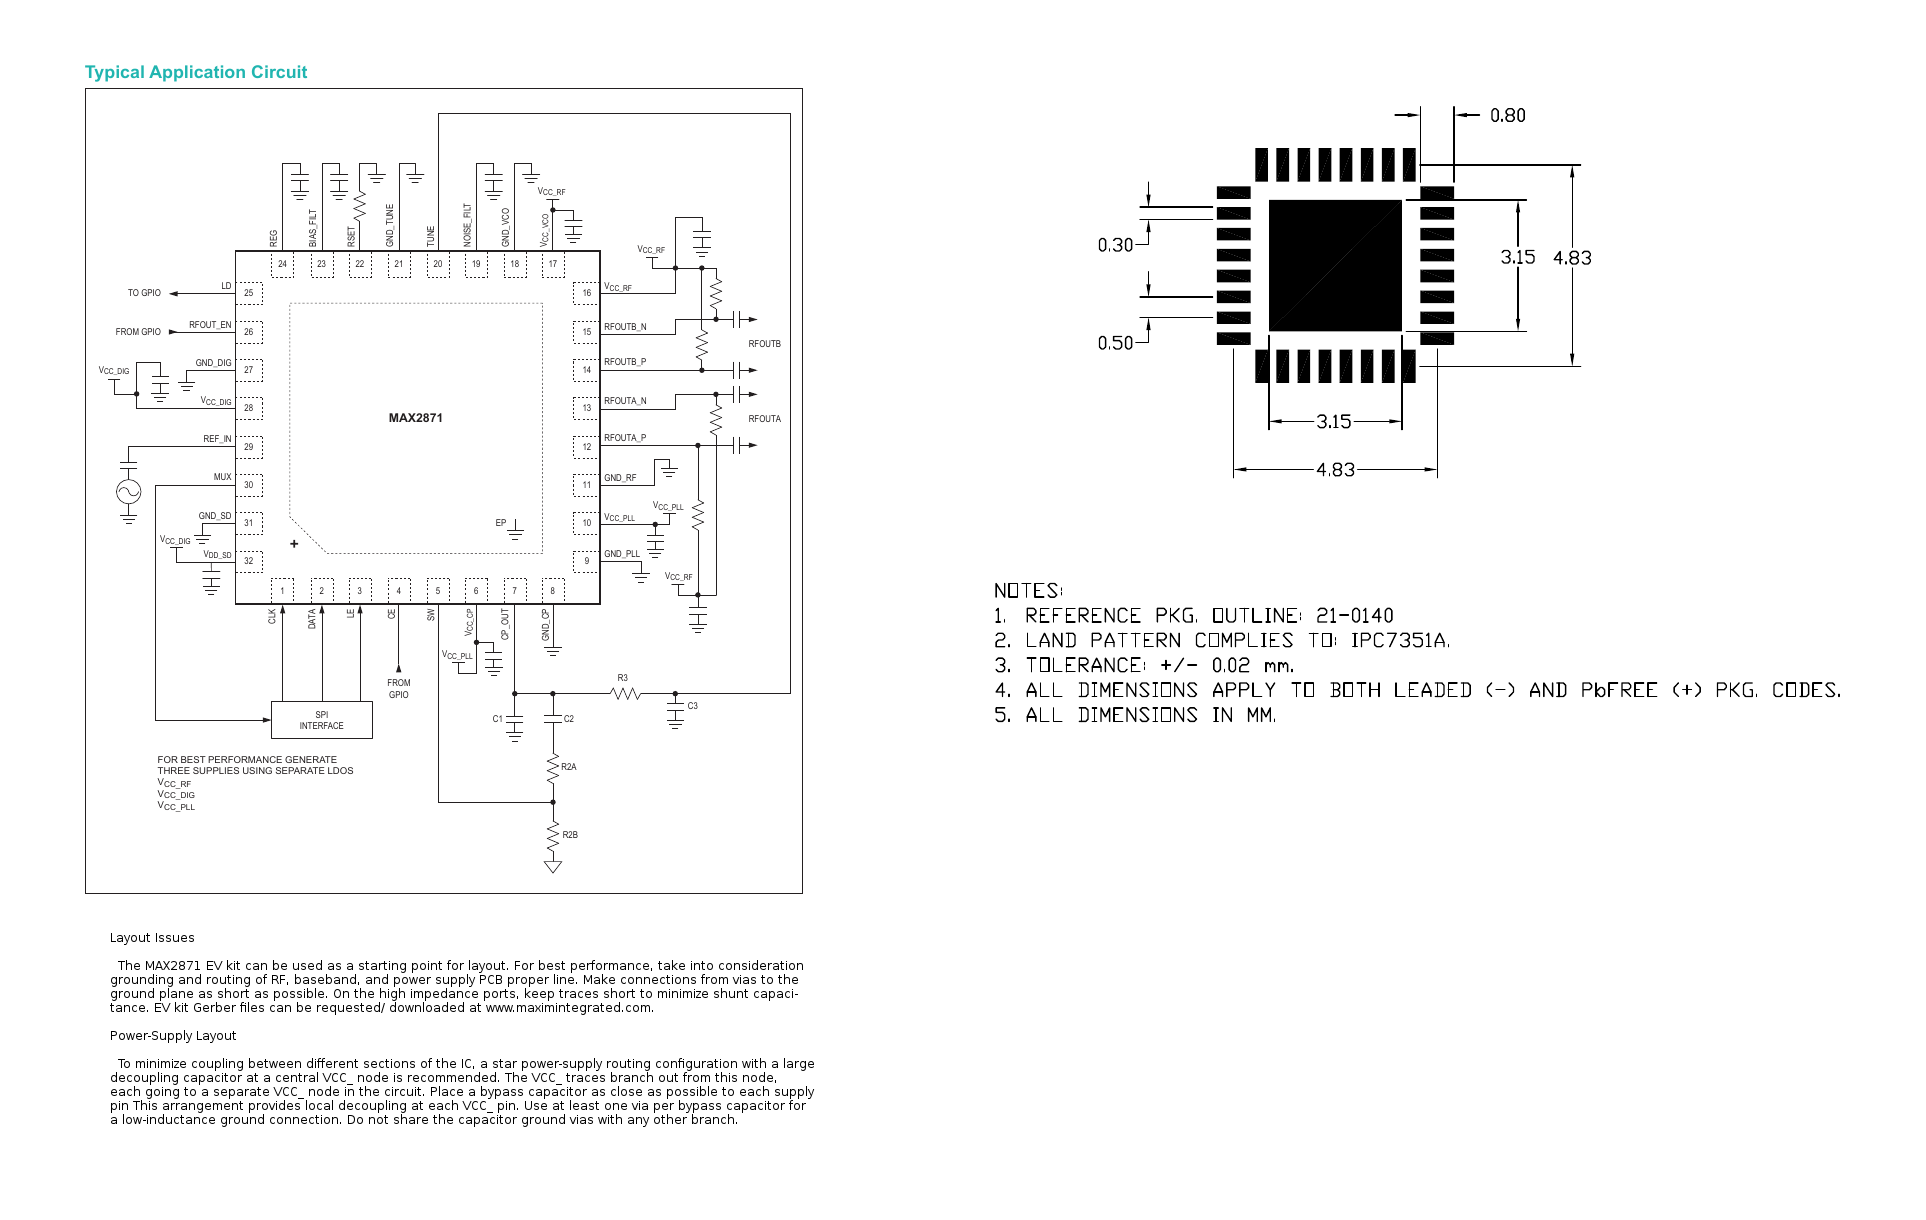 Typical Application Circuit
REG
BIAS_FILT
RSET
GND_TUNE
TUNE
NOISE_FILT
GND_VCO
VCC_VCO
VCC_RF
24
23
22
21
20
19
18
17
TO GPIO
LD
25
FROM GPIO
RFOUT_EN
26
GND_DIG
27
VCC_DIG
VCC_DIG
28
REF_IN
29
MUX
30
GND_SD
31
VCC_DIG
VDD_SD
32
MAX2871
EP
+
VCC_RF
16
VCC_RF
15
RFOUTB_N
RFOUTB
14
RFOUTB_P
13
RFOUTA_N
RFOUTA
12
RFOUTA_P
11
GND_RF
10
VCC_PLL
VCC_PLL
9
GND_PLL
VCC_RF
1
2
3
4
5
6
7
8
CLK
DATA
LE
CE
SW
VCC_CP
CP_OUT
GND_CP
VCC_PLL
FROM
GPIO
SPI
INTERFACE
R3
C1
C2
C3
R2A
R2B
FOR BEST PERFORMANCE GENERATE
THREE SUPPLIES USING SEPARATE LDOS
VCC_RF
VCC_DIG
VCC_PLL
Layout Issues
The MAX2871 EV kit can be used as a starting point for layout. For best performance, take into consideration
grounding and routing of RF, baseband, and power supply PCB proper line. Make connections from vias to the
ground plane as short as possible. On the high impedance ports, keep traces short to minimize shunt capaci-
tance. EV kit Gerber files can be requested/ downloaded at www.maximintegrated.com.
Power-Supply Layout
To minimize coupling between different sections of the IC, a star power-supply routing configuration with a large
decoupling capacitor at a central VCC_ node is recommended. The VCC_ traces branch out from this node,
each going to a separate VCC_ node in the circuit. Place a bypass capacitor as close as possible to each supply
pin This arrangement provides local decoupling at each VCC_ pin. Use at least one via per bypass capacitor for
a low-inductance ground connection. Do not share the capacitor ground vias with any other branch.
0.80
0.30
0.50
3.15
4.83
3.15
4.83
NOTES:
1. REFERENCE PKG. OUTLINE: 21-0140
2. LAND PATTERN COMPLIES TO: IPC7351A.
3. TOLERANCE: +/- 0.02 mm.
4. ALL DIMENSIONS APPLY TO BOTH LEADED (-) AND PbFREE (+) PKG. CODES.
5. ALL DIMENSIONS IN MM.